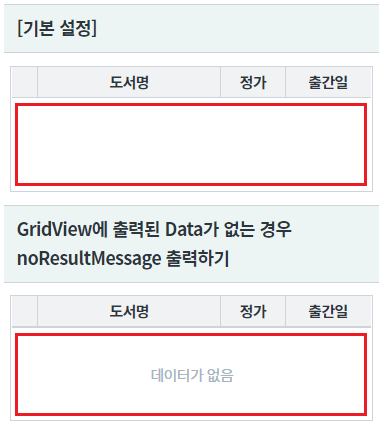 [기본 설정]
도서명 정가 출간일
GridView에 출력된 Data가 없는 경우
noResultMessage 출력하기
도서명 정가 출간일
데이터가 없음